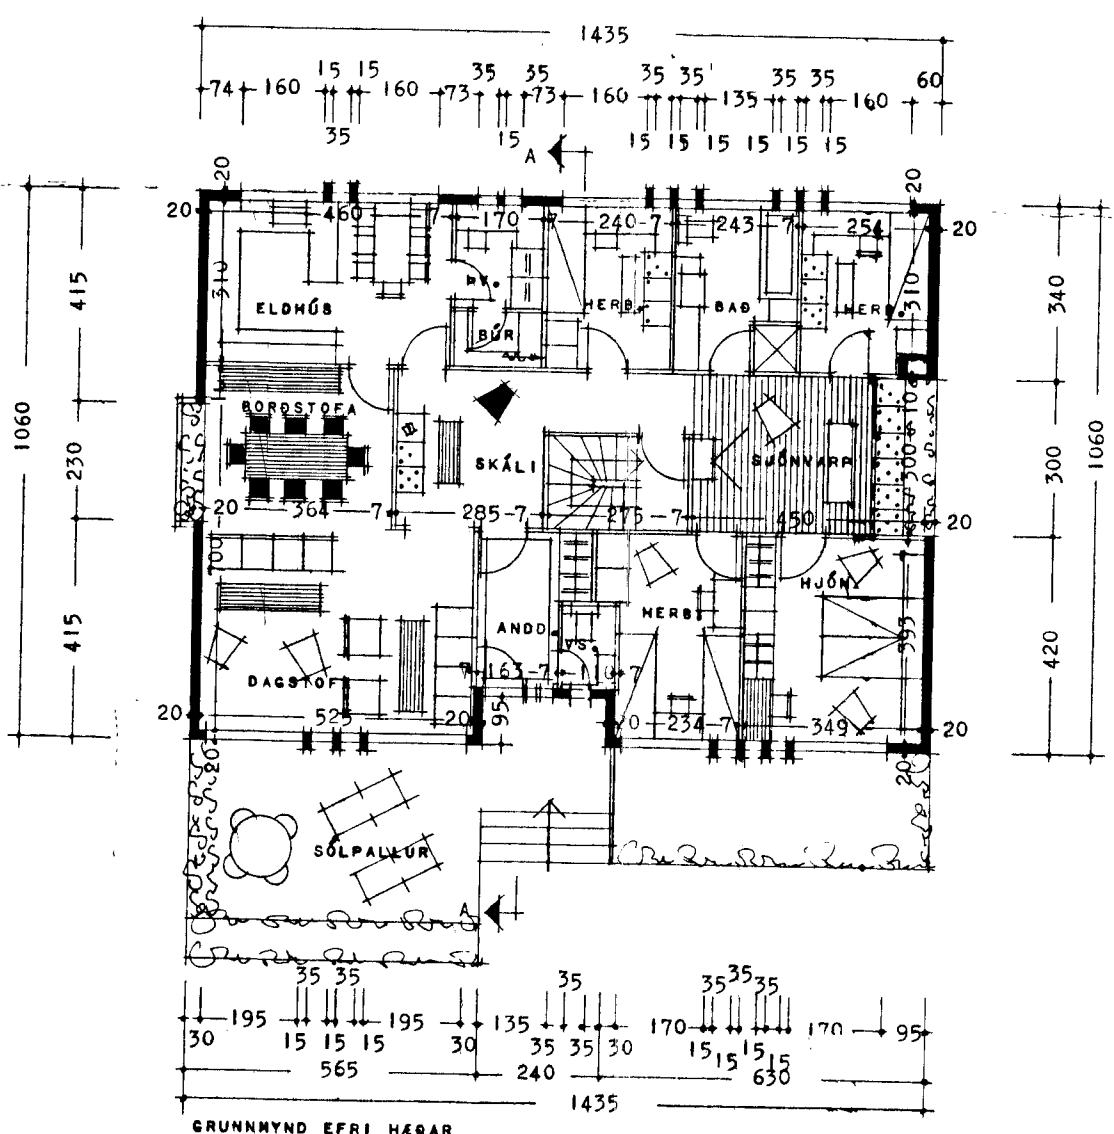 1435
15 15 35 35 35 35 35 35 60
74 160 160 73 73 160 135 160
35 15 15 15 15 15 15 15
A
20 20
20 460 7 170 7 240-7 243-7 254 20
415 310 310 340
ÞV.
ELDHÚS BÚR HERB. BAÐ HERB.
BORÐSTOFA
1060 230 SKÁLI SJÓNVARP 300 300 1060
20 364-7 285-7 275-7 450 20
700
HJÓN
HERB.
415 ANDD VS. 393 420
7 163-7 7
DAGSTOF
20 525 20 95 20 234-7 349 20
20 20
SÓLPALLUR
A
35 35 35 35 35 35
195 195 135 170 170 95
30 15 15 15 30 35 35 30 15 15 15 15
565 240 630
1435
GRUNNMYND EFRI HÆÐAR